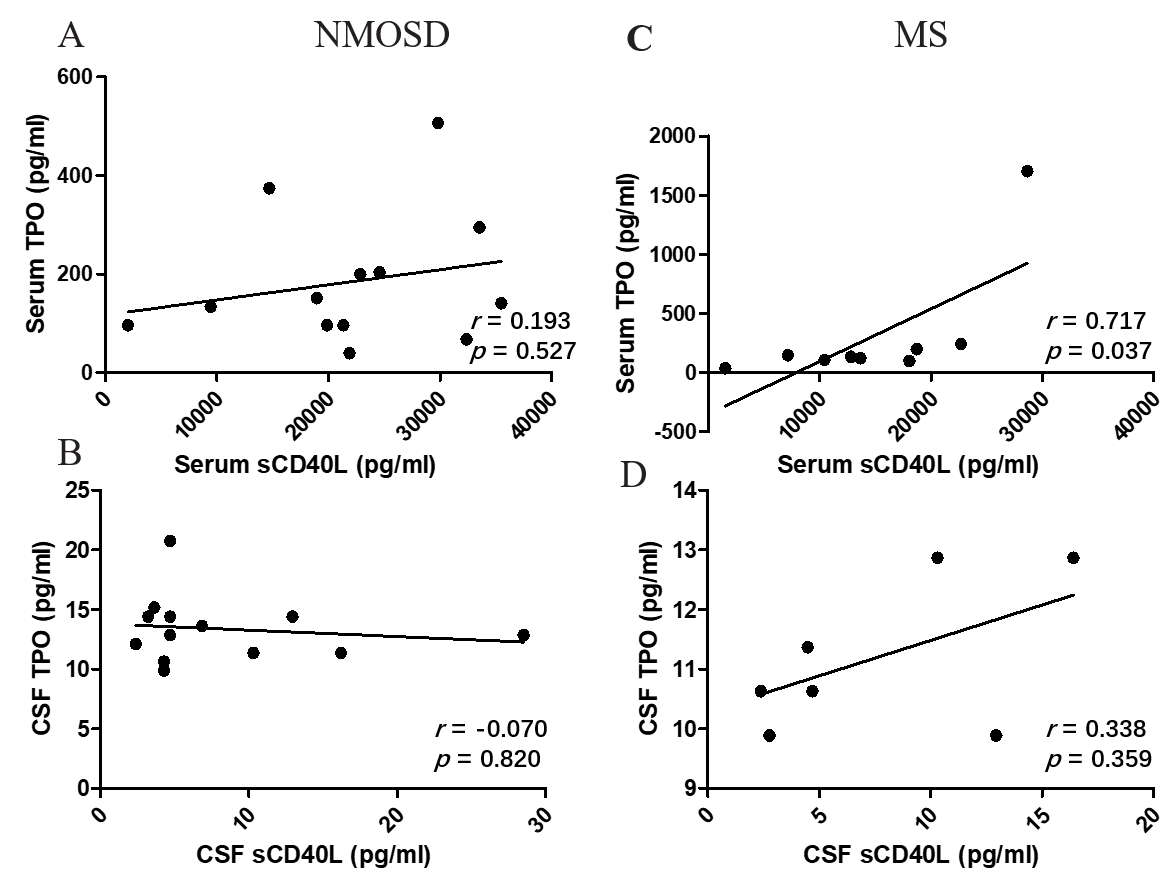 A
NMOSD
600
400
200
0
Serum TPO (pg/ml)
r = 0.193
p = 0.527
0
10000
20000
30000
40000
Serum sCD40L (pg/ml)
C
MS
2000
1500
1000
500
0
-500
Serum TPO (pg/ml)
r = 0.717
p = 0.037
10000
20000
30000
40000
Serum sCD40L (pg/ml)
B
25
20
15
10
5
0
CSF TPO (pg/ml)
r = -0.070
p = 0.820
0
10
20
30
CSF sCD40L (pg/ml)
D
14
13
12
11
10
9
CSF TPO (pg/ml)
r = 0.338
p = 0.359
0
5
10
15
20
CSF sCD40L (pg/ml)